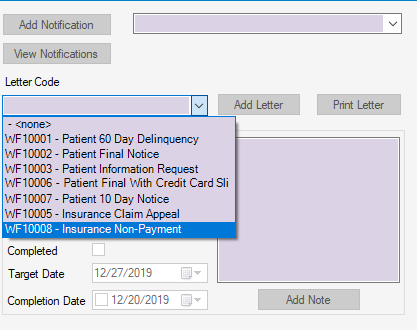 Add Notification
View Notifications
Letter Code
Add Letter Print Letter
- <none>
WF10001 - Patient 60 Day Delinquency
WF10002 - Patient Final Notice
WF10003 - Patient Information Request
WF10006 - Patient Final With Credit Card Sli
WF10007 - Patient 10 Day Notice
WF10005 - Insurance Claim Appeal
WF10008 - Insurance Non-Payment
Completed
Target Date 12/27/2019
Completion Date 12/20/2019 Add Note